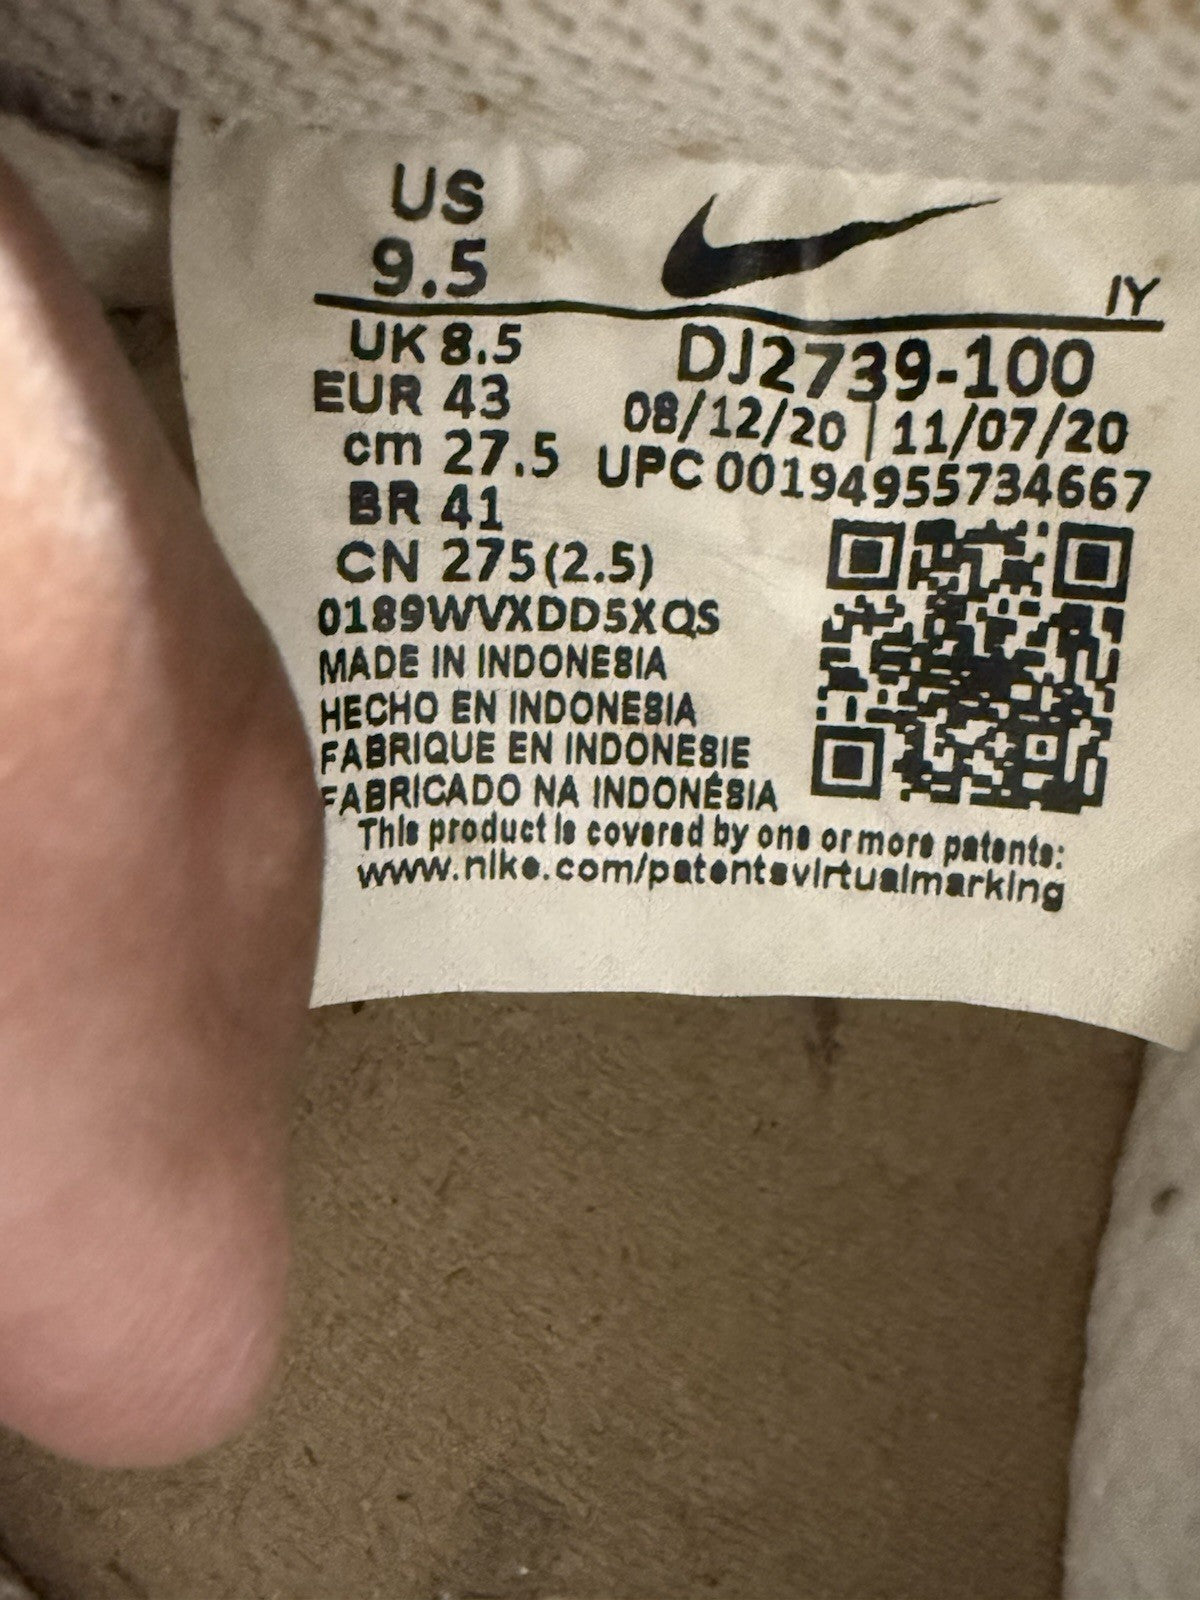 US
9.5
IY
UK 8.5
EUR 43
cm 27.5
BR 41
CN 275(2.5)
DJ2739-100
08/12/20 | 11/07/20
UPC 00194955734667
0189WVXDD5XQS
MADE IN INDONESIA
HECHO EN INDONESIA
FABRIQUE EN INDONESIE
FABRICADO NA INDONÉSIA
This product is covered by one or more patents:
www.nike.com/patentsvirtualmarking